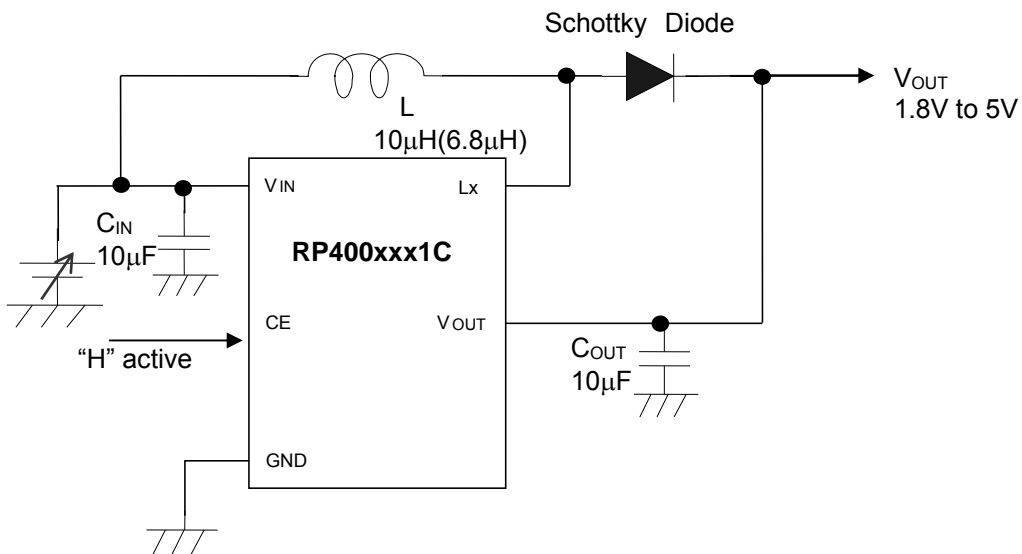 Schottky Diode
VOUT
1.8V to 5V
L
10μH(6.8μH)
VIN
Lx
CIN
10μF
RP400xxx1C
CE
VOUT
“H” active
COUT
10μF
GND